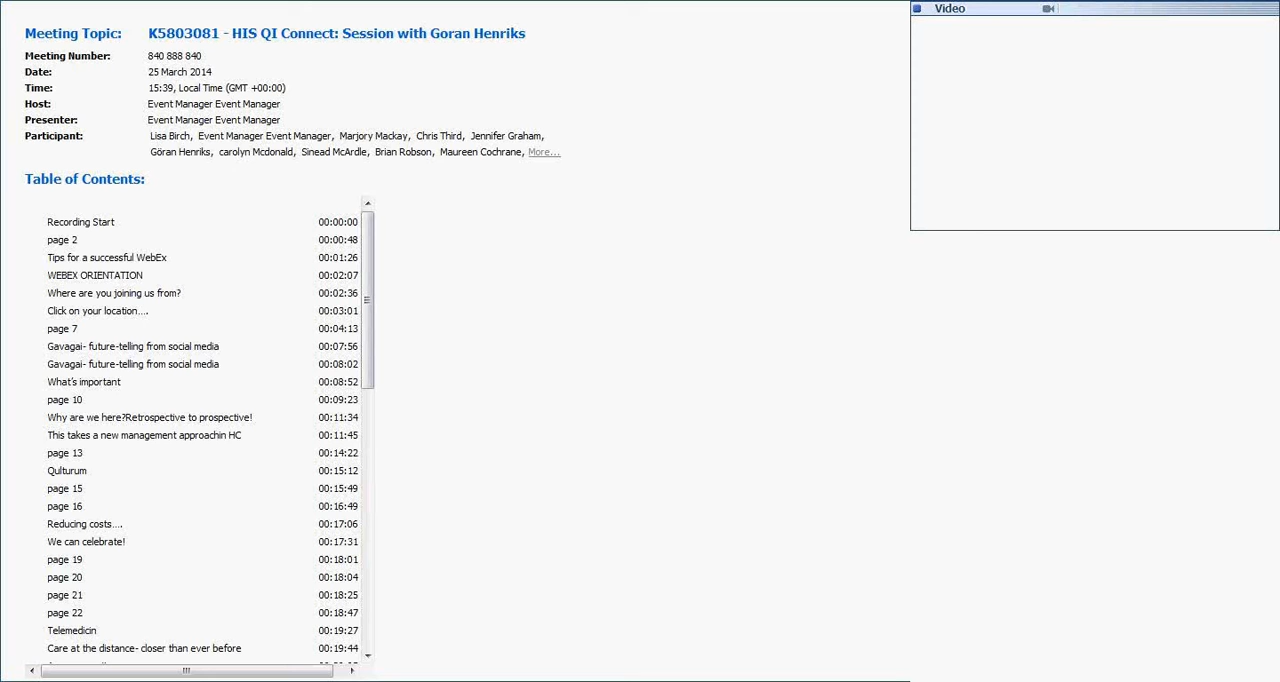 Video
Meeting Topic: K5803081 - HIS QI Connect: Session with Goran Henriks
Meeting Number: 840 888 840
Date: 25 March 2014
Time: 15:39, Local Time (GMT +00:00)
Host: Event Manager Event Manager
Presenter: Event Manager Event Manager
Participant: Lisa Birch, Event Manager Event Manager, Marjory Mackay, Chris Third, Jennifer Graham,
Göran Henriks, carolyn Mcdonald, Sinead McArdle, Brian Robson, Maureen Cochrane, More...
Table of Contents:
Recording Start 00:00:00
page 2 00:00:48
Tips for a successful WebEx 00:01:26
WEBEX ORIENTATION 00:02:07
Where are you joining us from? 00:02:36
Click on your location.... 00:03:01
page 7 00:04:13
Gavagai- future-telling from social media 00:07:56
Gavagai- future-telling from social media 00:08:02
What's important 00:08:52
page 10 00:09:23
Why are we here?Retrospective to prospective! 00:11:34
This takes a new management approachin HC 00:11:45
page 13 00:14:22
Qulturum 00:15:12
page 15 00:15:49
page 16 00:16:49
Reducing costs.... 00:17:06
We can celebrate! 00:17:31
page 19 00:18:01
page 20 00:18:04
page 21 00:18:25
page 22 00:18:47
Telemedicin 00:19:27
Care at the distance- closer than ever before 00:19:44